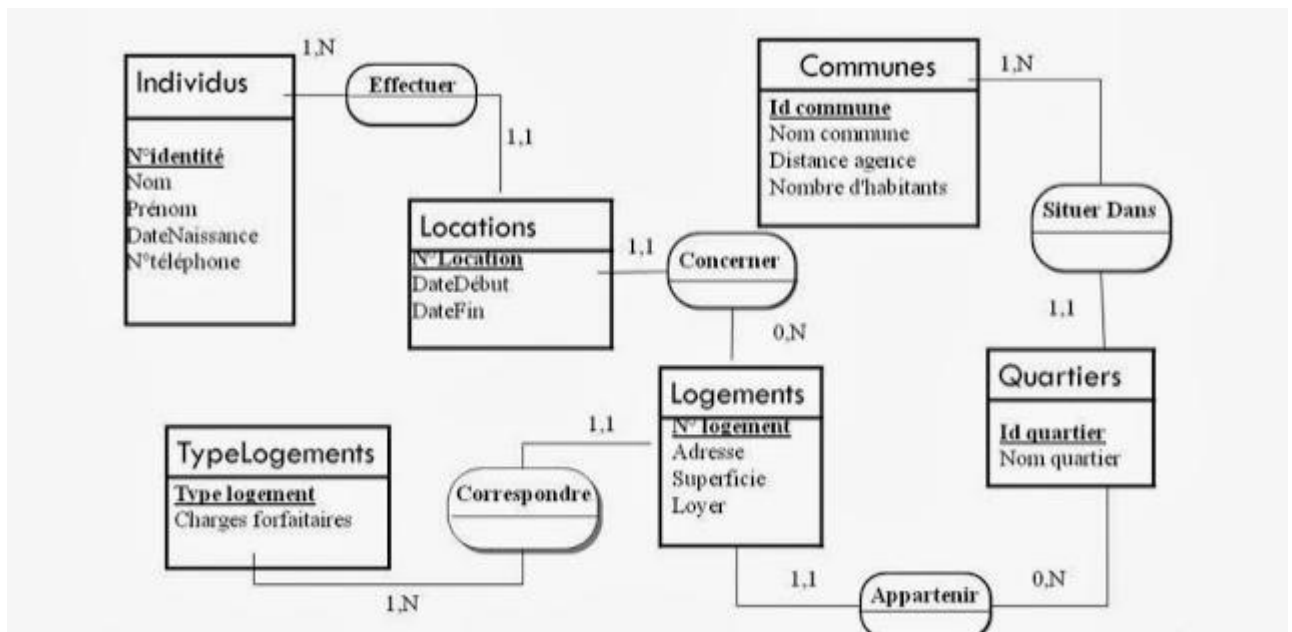 Individus
N°identité
Nom
Prénom
DateNaissance
N°téléphone
1,N
Effectuer
1,1
Locations
N°Location
DateDébut
DateFin
1,1
Concerner
0,N
Communes
Id commune
Nom commune
Distance agence
Nombre d'habitants
1,N
Situer Dans
1,1
Quartiers
Id quartier
Nom quartier
Logements
N° logement
Adresse
Superficie
Loyer
1,1
Correspondre
1,N
TypeLogements
Type logement
Charges forfaitaires
1,1
Appartenir
0,N